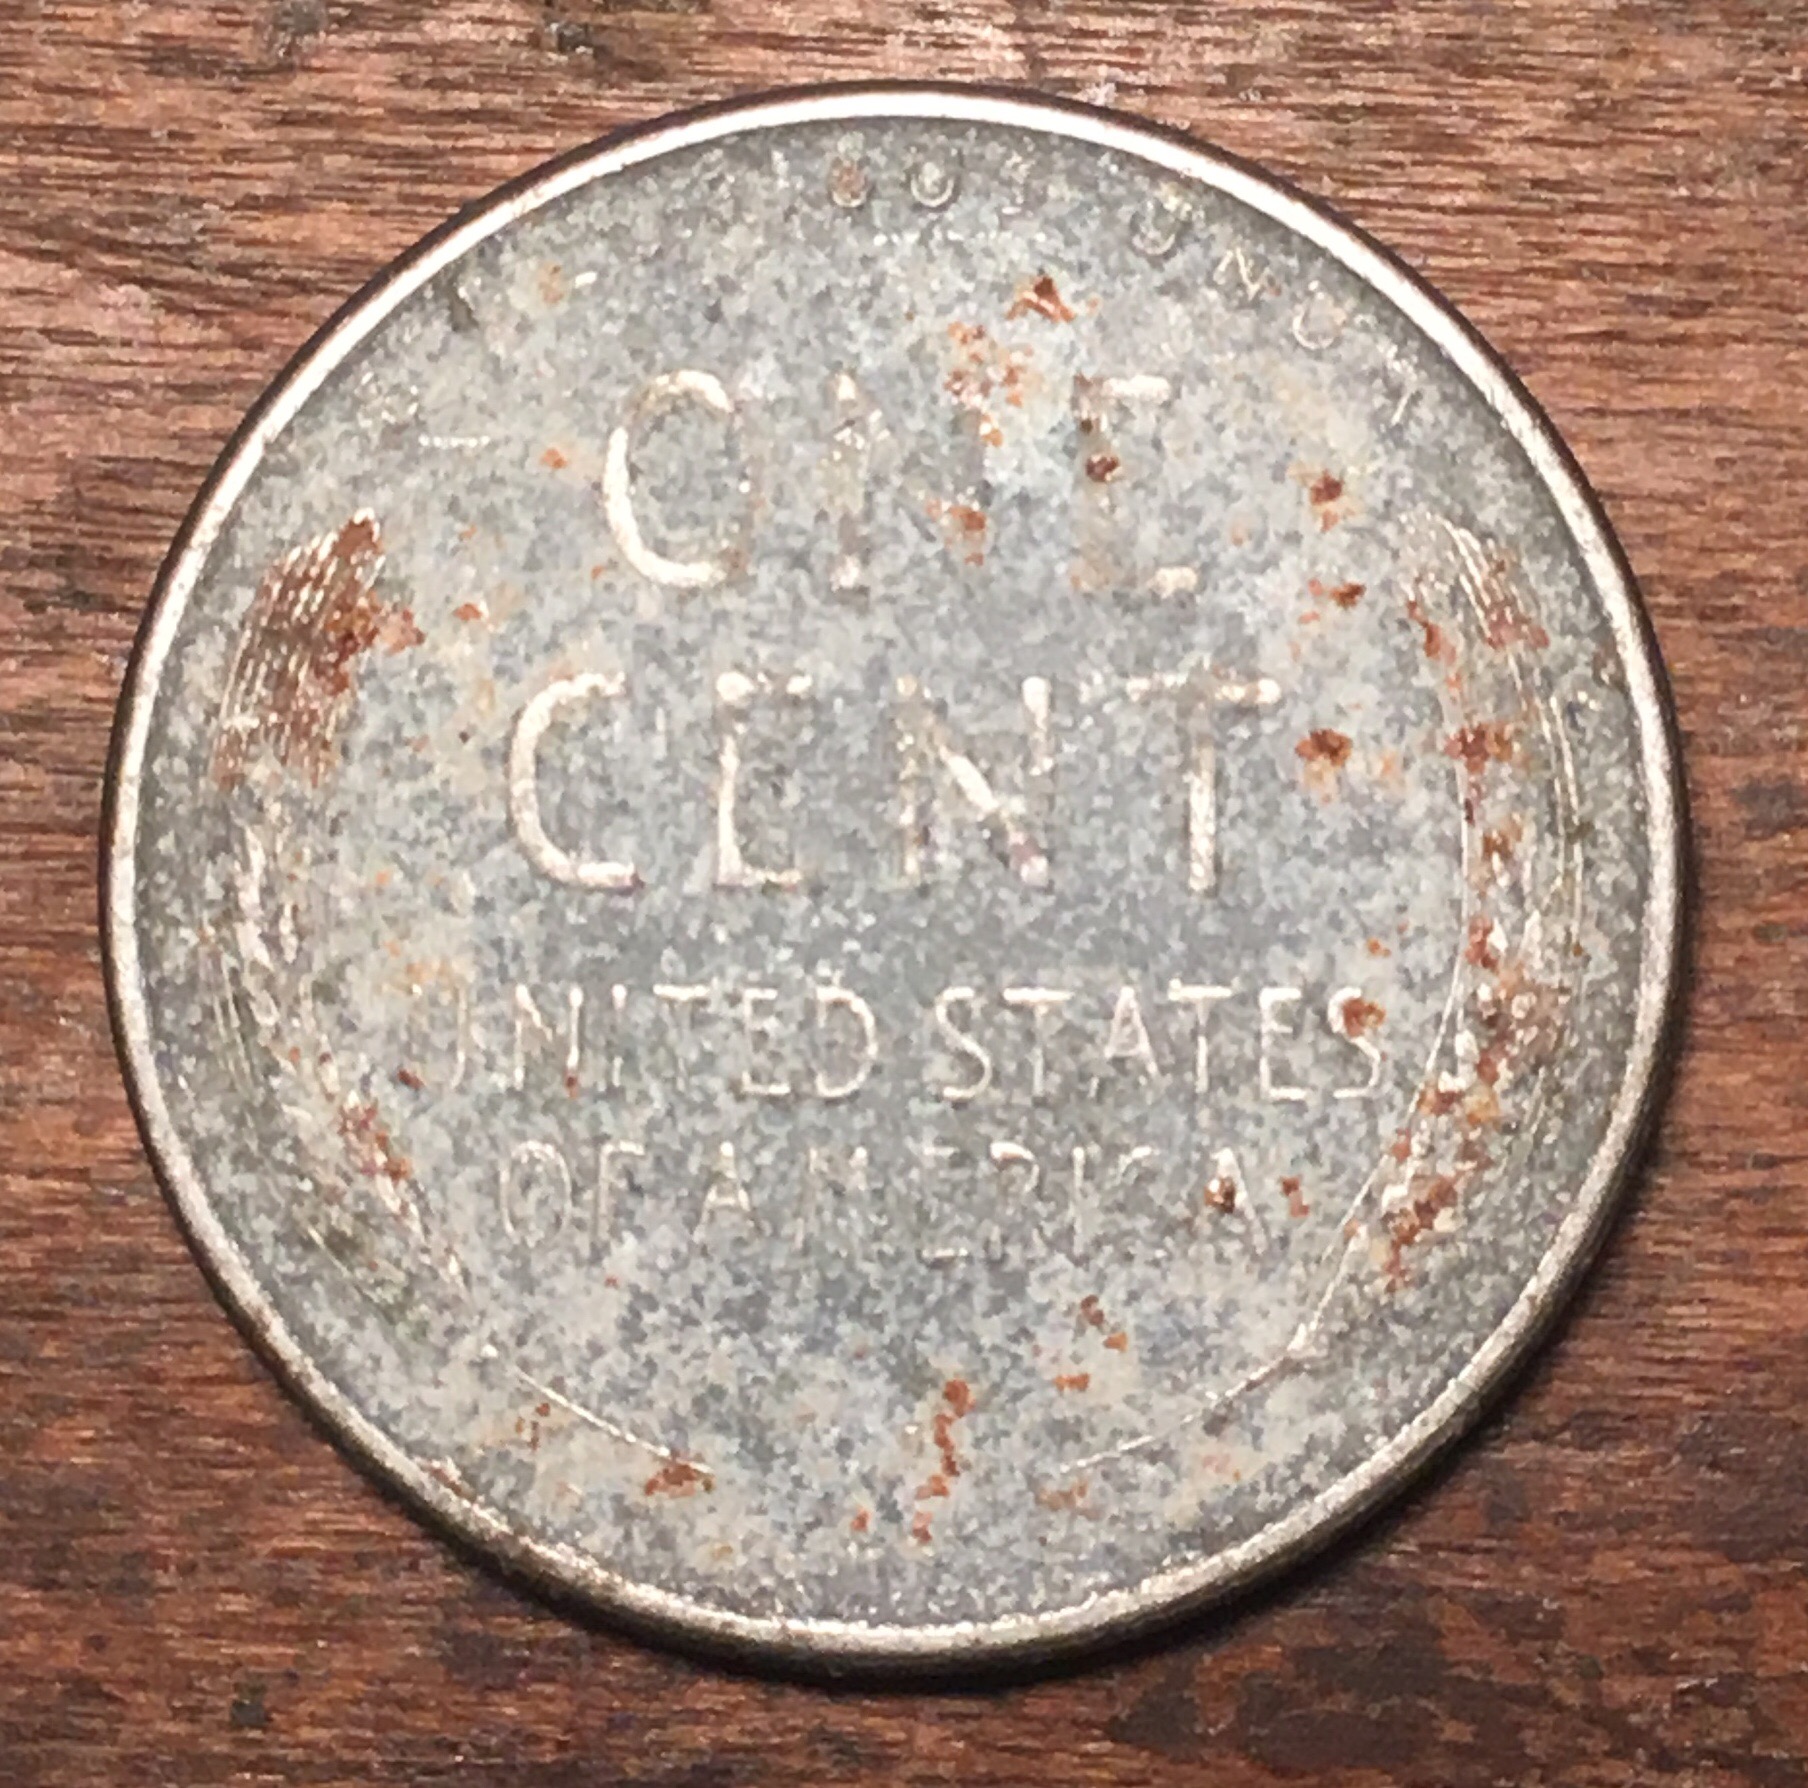 ONE
CENT
UNITED STATES
OF AMERICA